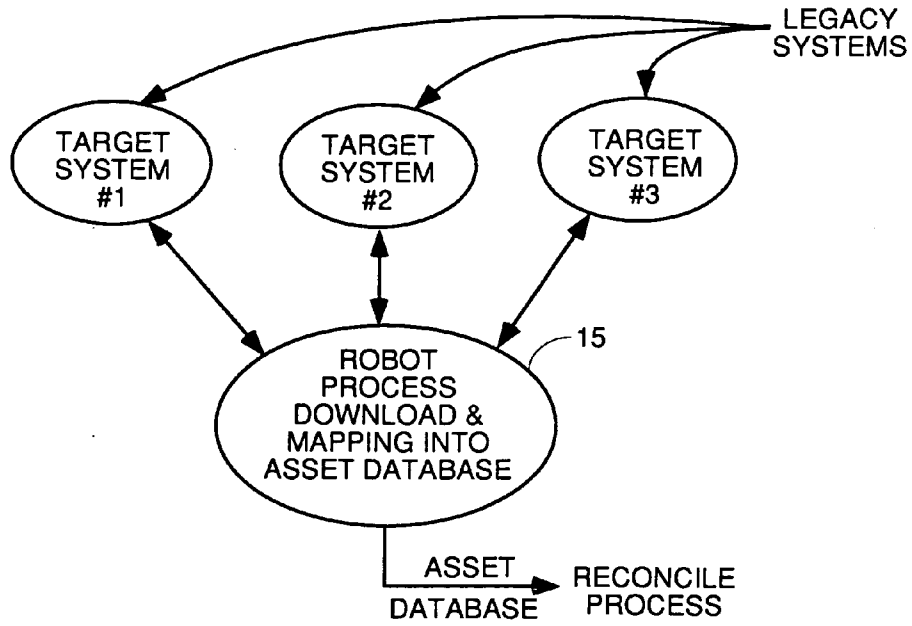 LEGACY
SYSTEMS
TARGET
SYSTEM
#1
TARGET
SYSTEM
#2
TARGET
SYSTEM
#3
15
ROBOT
PROCESS
DOWNLOAD &
MAPPING INTO
ASSET DATABASE
ASSET
DATABASE
RECONCILE
PROCESS